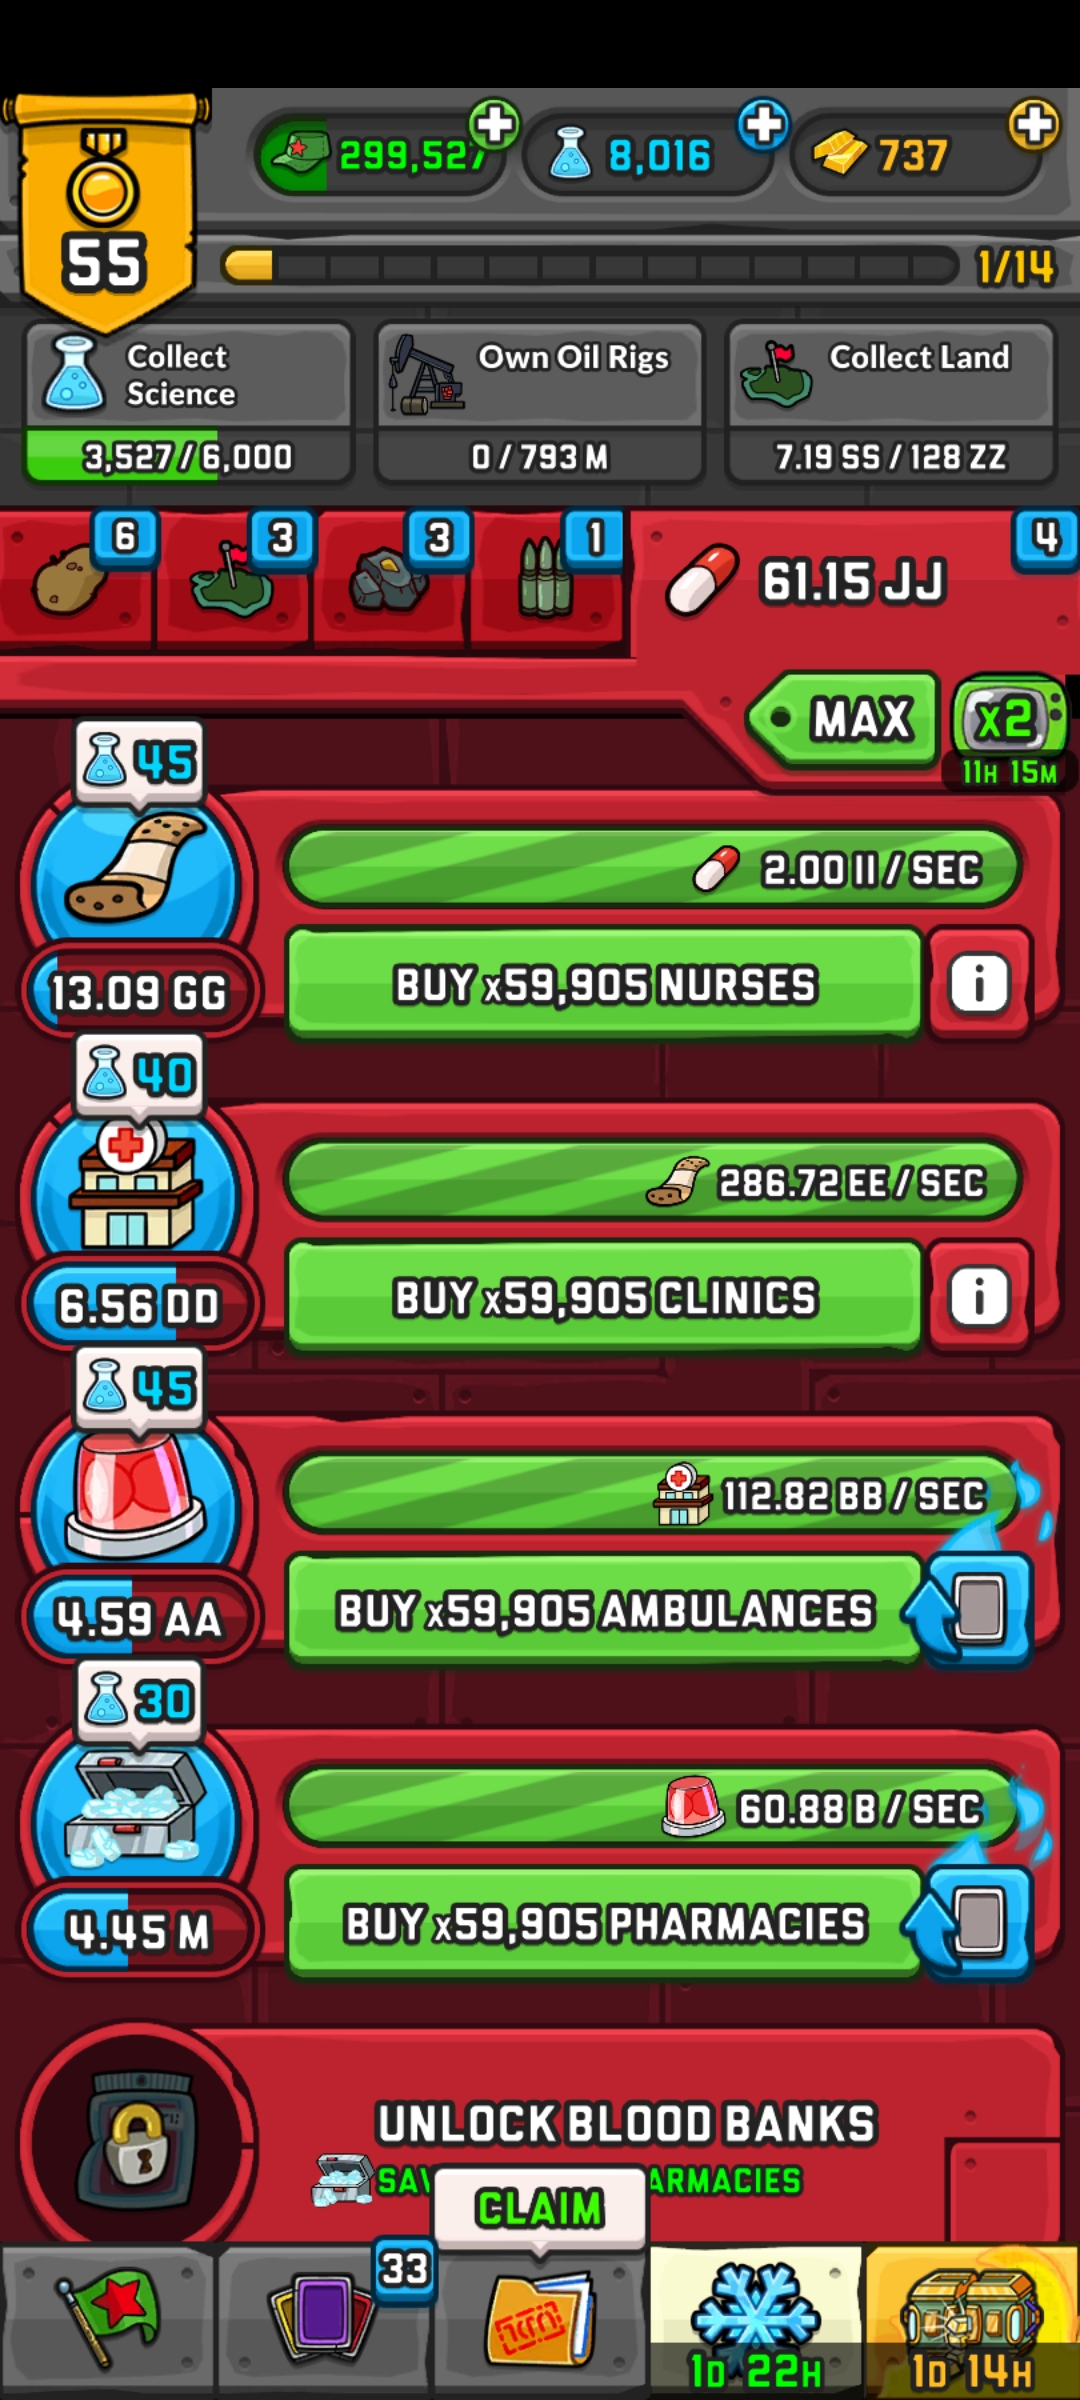 299,527
8,016
737
55
1/14
Collect
Science
3,527/6,000
Own Oil Rigs
0/793 M
Collect Land
7.19 SS/128 ZZ
6
3
3
1
61.15 JJ
4
MAX
x2
11H 15M
45
2.00 II/SEC
BUY x59,905 NURSES
i
13.09 GG
40
286.72 EE/SEC
BUY x59,905 CLINICS
i
6.56 DD
45
112.82 BB/SEC
BUY x59,905 AMBULANCES
4.59 AA
30
60.88 B/SEC
BUY x59,905 PHARMACIES
4.45 M
UNLOCK BLOOD BANKS
CLAIM
33
1D 22H
1D 14H